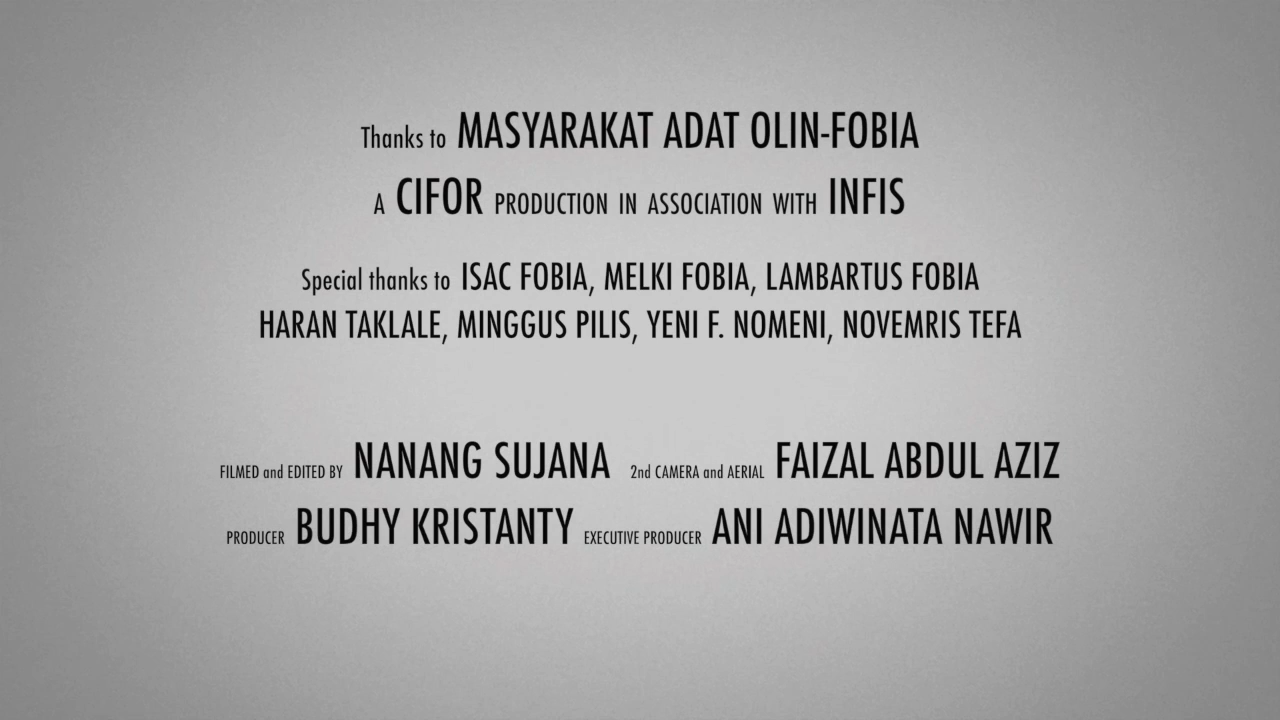 Thanks to MASYARAKAT ADAT OLIN-FOBIA
A CIFOR PRODUCTION IN ASSOCIATION WITH INFIS
Special thanks to ISAC FOBIA, MELKI FOBIA, LAMBARTUS FOBIA
HARAN TAKLALE, MINGGUS PILIS, YENI F. NOMENI, NOVEMRIS TEFA
FILMED and EDITED BY NANANG SUJANA 2nd CAMERA and AERIAL FAIZAL ABDUL AZIZ
PRODUCER BUDHY KRISTANTY EXECUTIVE PRODUCER ANI ADIWINATA NAWIR